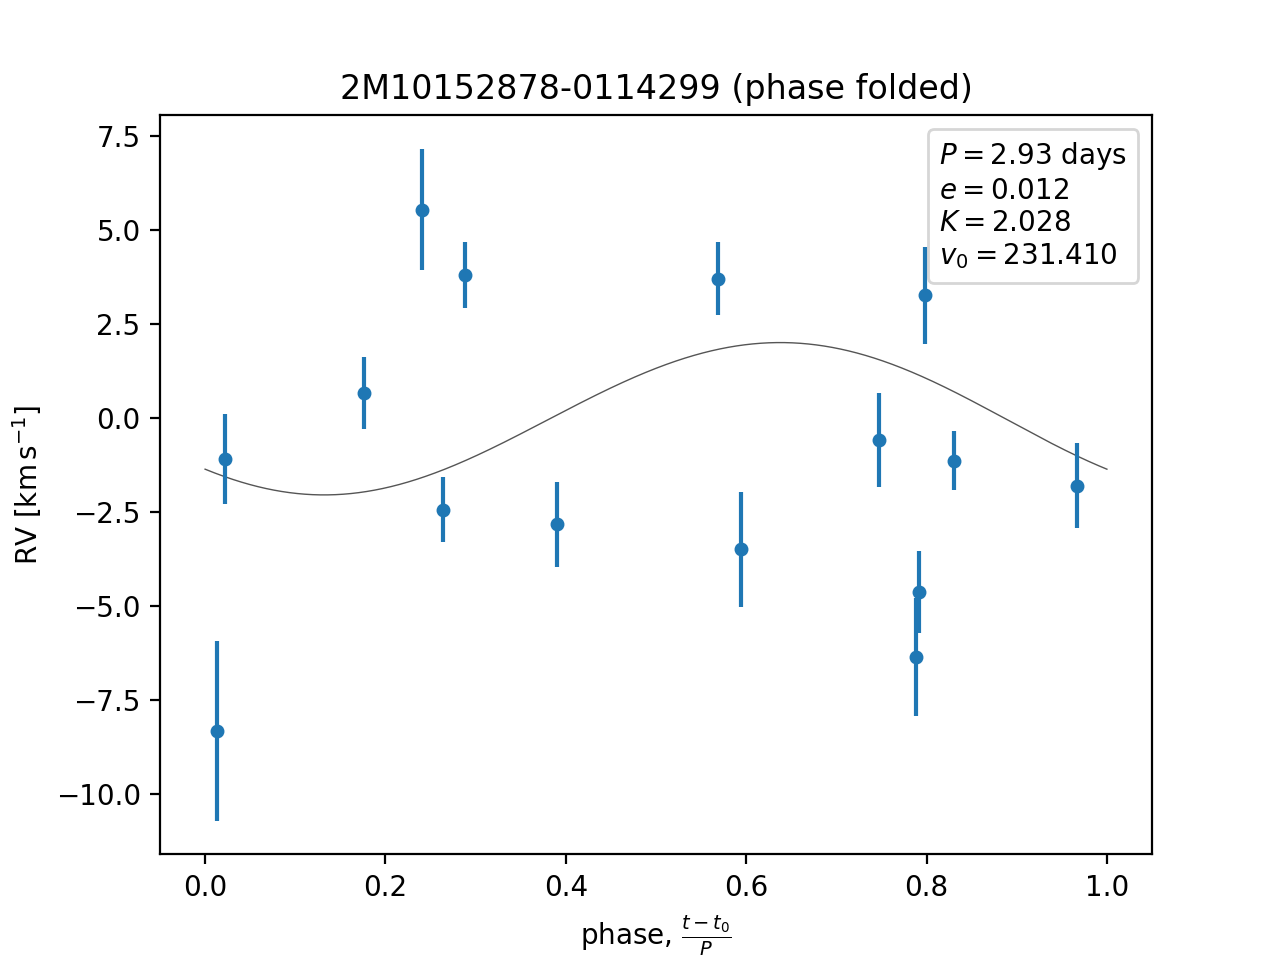 2M10152878-0114299 (phase folded)
P = 2.93 days
e = 0.012
K = 2.028
v₀ = 231.410
7.5
5.0
2.5
0.0
−2.5
−5.0
−7.5
−10.0
RV [km s⁻¹]
0.0 0.2 0.4 0.6 0.8 1.0
phase, (t − t₀)/P